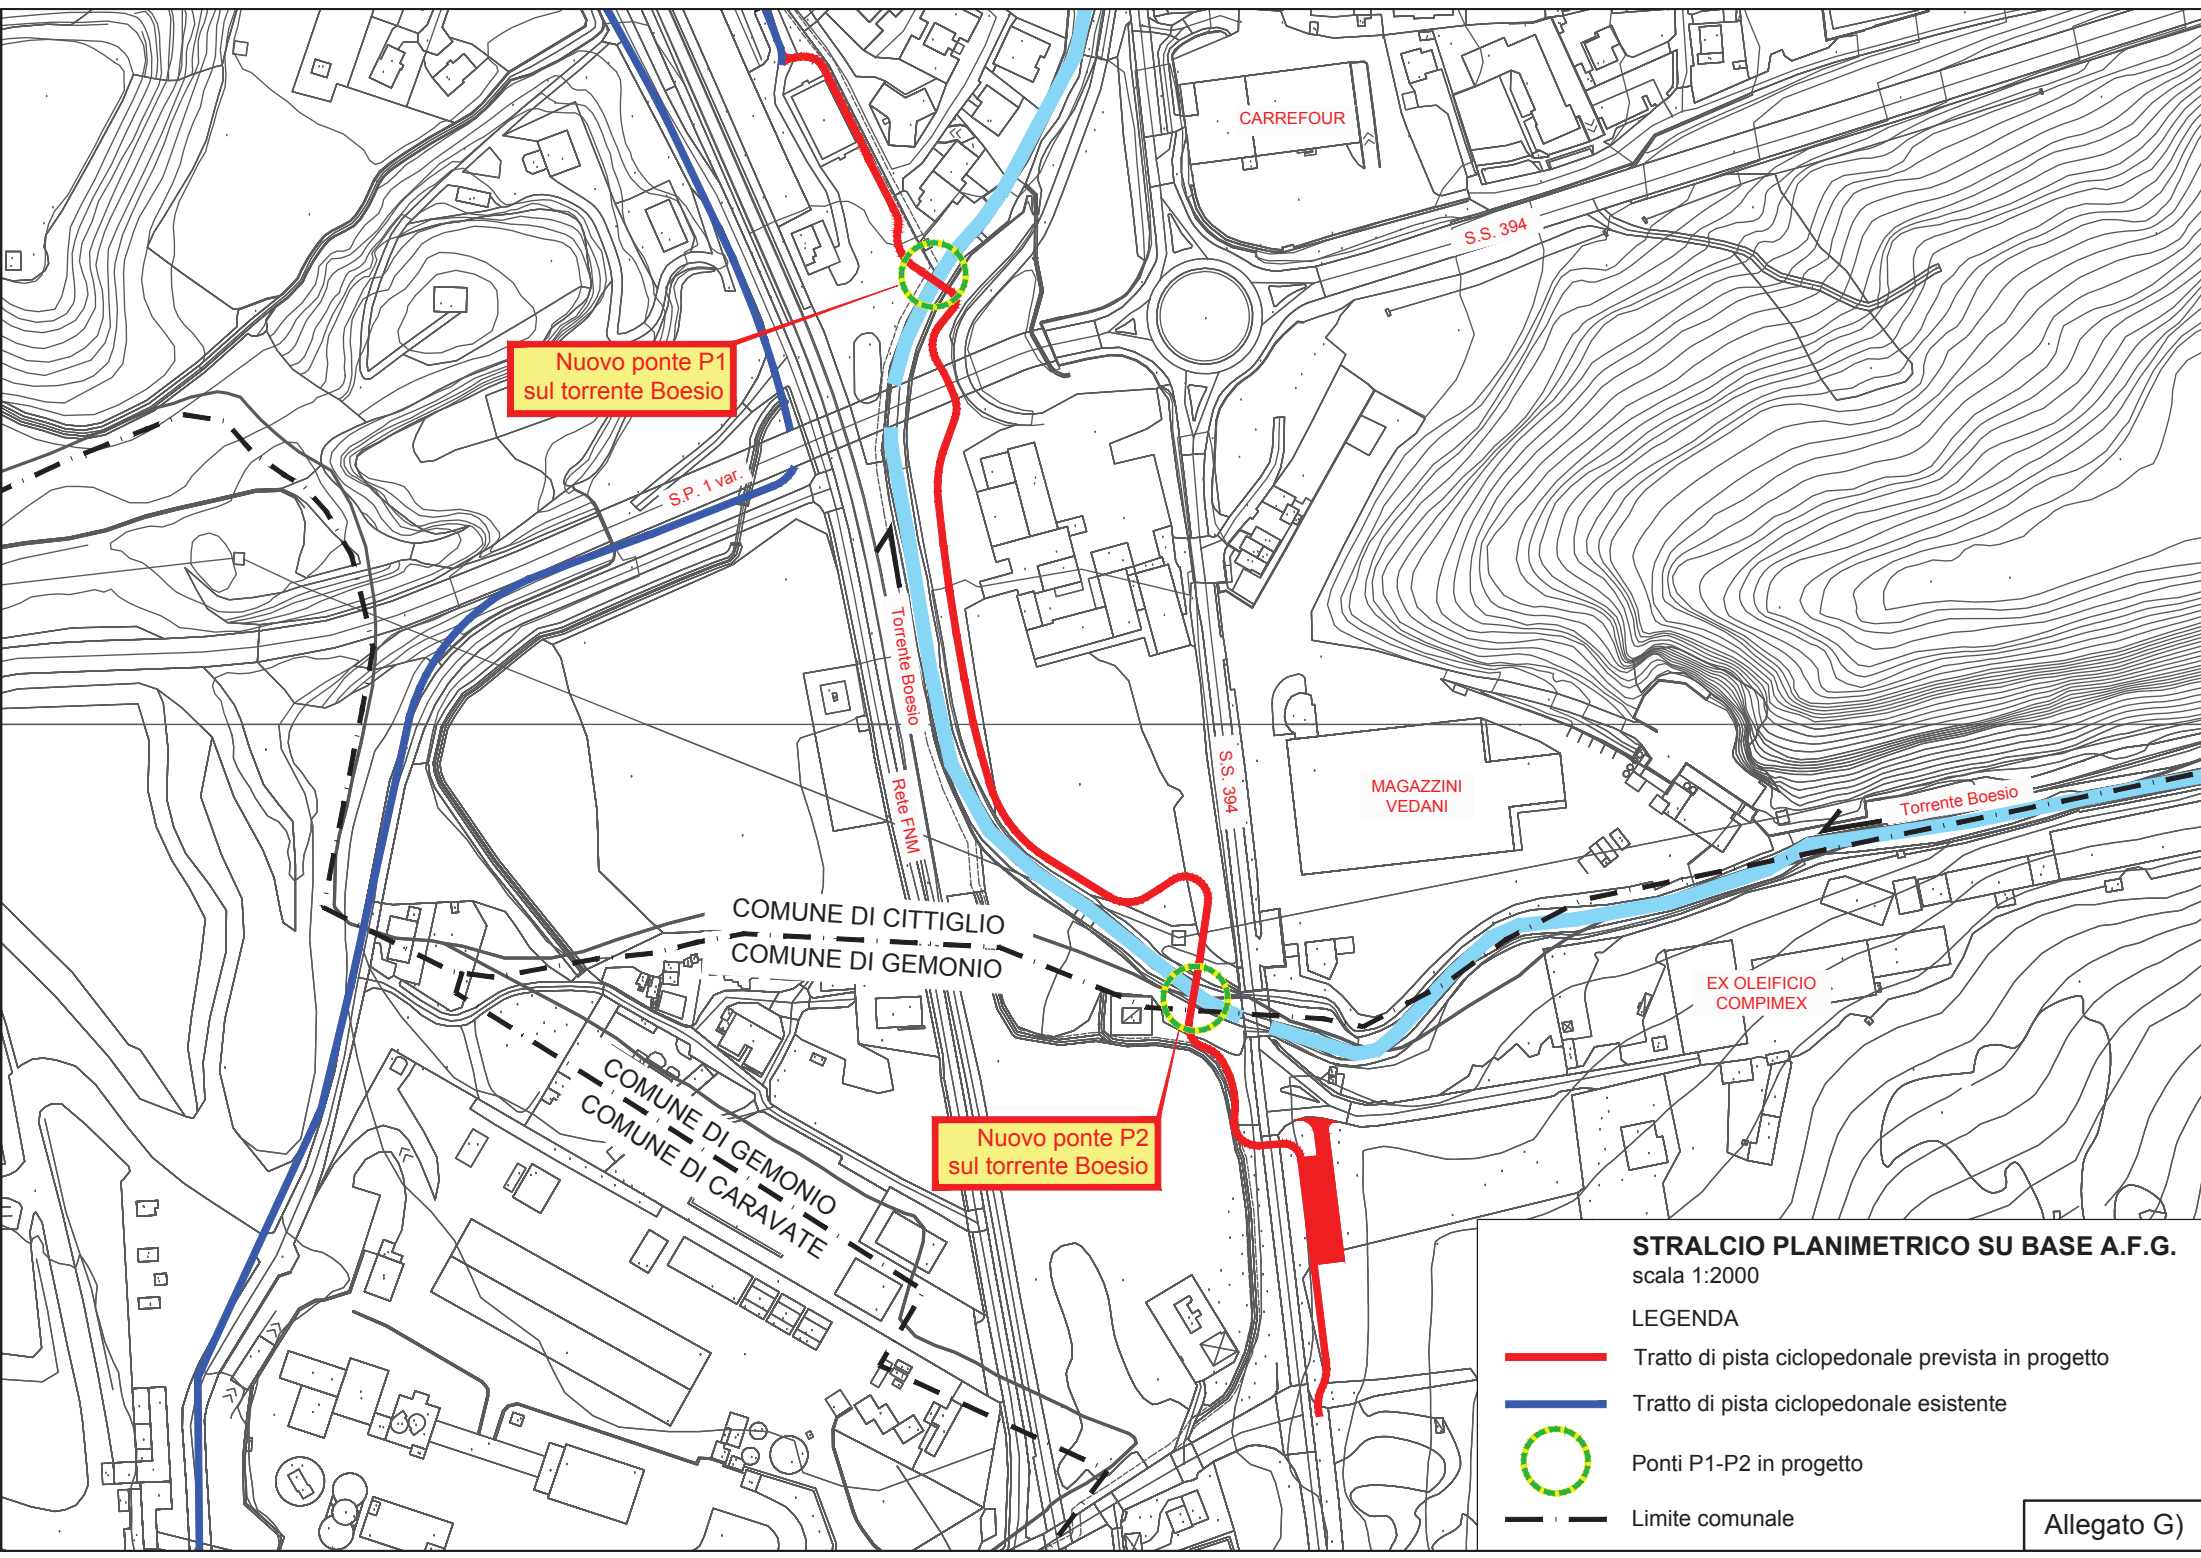 CARREFOUR
S.S. 394
Nuovo ponte P1
sul torrente Boesio
S.P. 1 var.
Torrente Boesio
Rete FNM
S.S. 394
MAGAZZINI
VEDANI
Torrente Boesio
COMUNE DI CITTIGLIO
COMUNE DI GEMONIO
EX OLEIFICIO
COMPIMEX
COMUNE DI GEMONIO
COMUNE DI CARAVATE
Nuovo ponte P2
sul torrente Boesio
STRALCIO PLANIMETRICO SU BASE A.F.G.
scala 1:2000
LEGENDA
Tratto di pista ciclopedonale prevista in progetto
Tratto di pista ciclopedonale esistente
Ponti P1-P2 in progetto
Limite comunale
Allegato G)